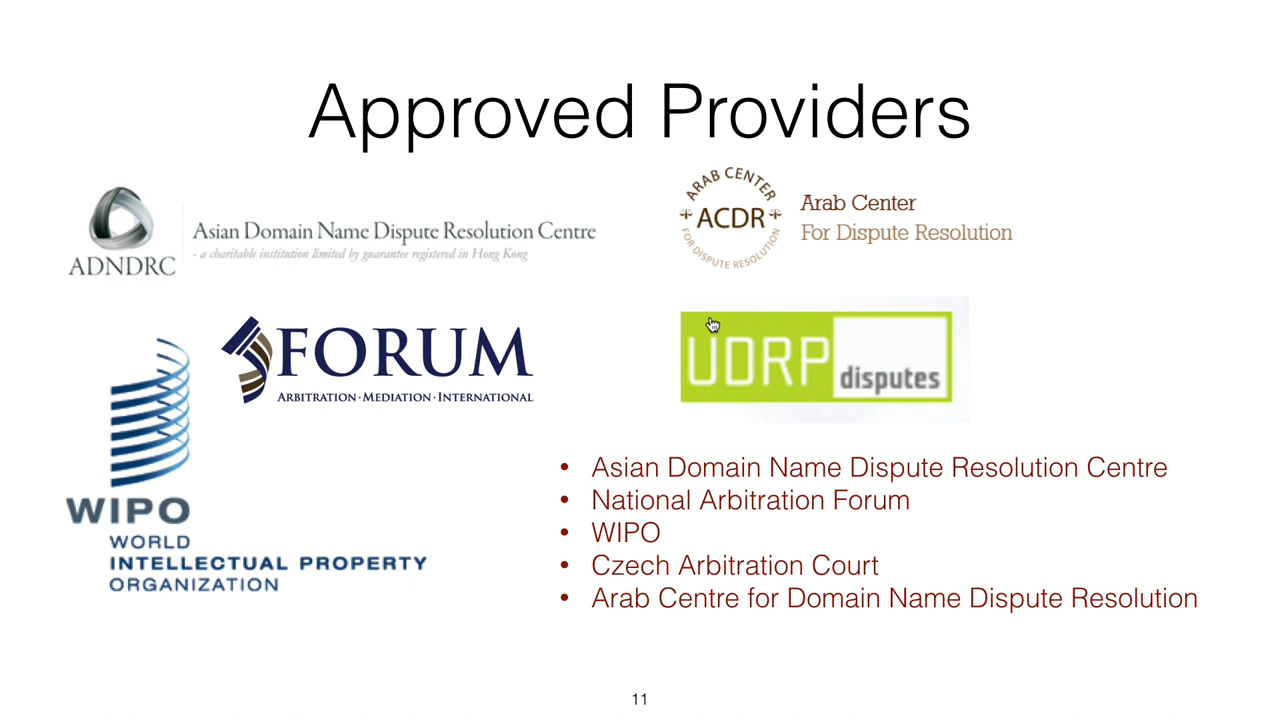 Approved Providers
ADNDRC
Asian Domain Name Dispute Resolution Centre
- a charitable institution limited by guarantee registered in Hong Kong
ARAB CENTER
ACDR
FOR DISPUTE RESOLUTION
Arab Center
For Dispute Resolution
FORUM
ARBITRATION · MEDIATION · INTERNATIONAL
UDRP disputes
WIPO
WORLD
INTELLECTUAL PROPERTY
ORGANIZATION
• Asian Domain Name Dispute Resolution Centre
• National Arbitration Forum
• WIPO
• Czech Arbitration Court
• Arab Centre for Domain Name Dispute Resolution
11